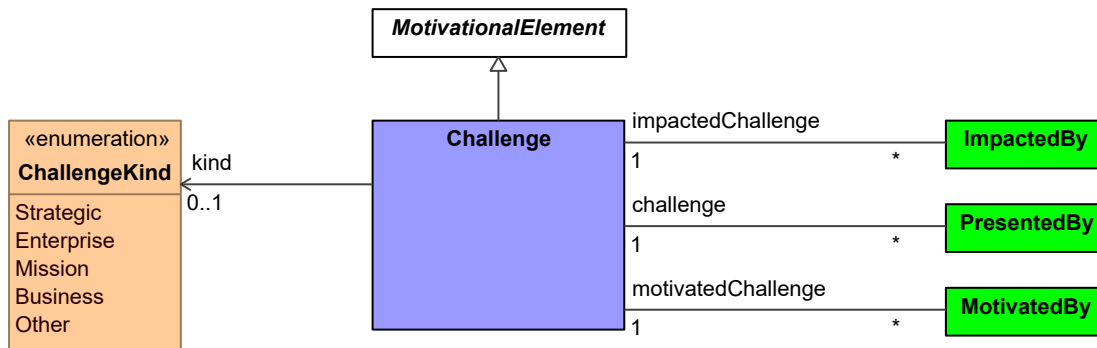 MotivationalElement
«enumeration»
ChallengeKind
Strategic
Enterprise
Mission
Business
Other
kind
0..1
Challenge
impactedChallenge
1
*
ImpactedBy
challenge
1
*
PresentedBy
motivatedChallenge
1
*
MotivatedBy